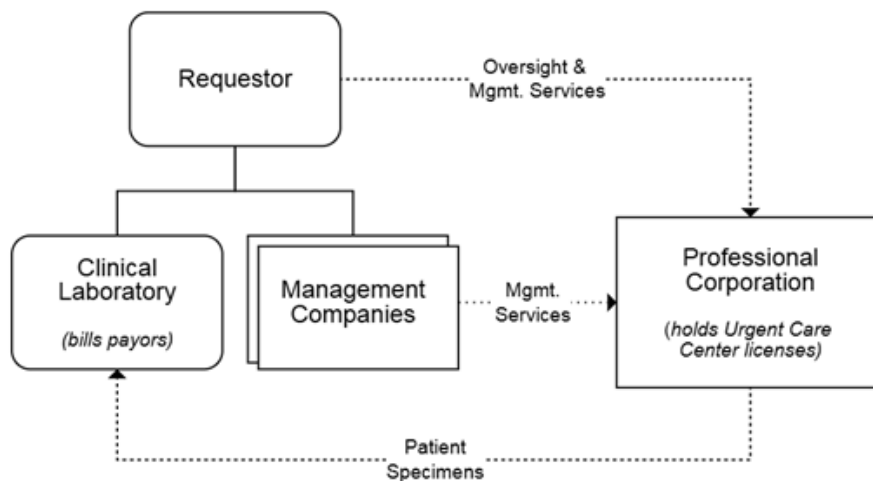 Requestor
Oversight &
Mgmt. Services
Clinical
Laboratory
(bills payors)
Management
Companies
Mgmt.
Services
Professional
Corporation
(holds Urgent Care
Center licenses)
Patient
Specimens